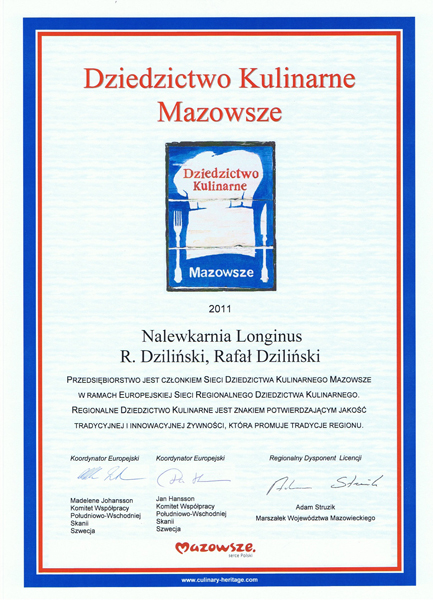 Dziedzictwo Kulinarne
Mazowsze
Dziedzictwo
Kulinarne
Mazowsze
2011
Nalewkarnia Longinus
R. Dziliński, Rafał Dziliński
PRZEDSIĘBIORSTWO JEST CZŁONKIEM SIECI DZIEDZICTWA KULINARNEGO MAZOWSZE
W RAMACH EUROPEJSKIEJ SIECI REGIONALNEGO DZIEDZICTWA KULINARNEGO.
REGIONALNE DZIEDZICTWO KULINARNE JEST ZNAKIEM POTWIERDZAJĄCYM JAKOŚĆ
TRADYCYJNEJ I INNOWACYJNEJ ŻYWNOŚCI, KTÓRA PROMUJE TRADYCJE REGIONU.
Koordynator Europejski
Koordynator Europejski
Regionalny Dysponent Licencji
Madelene Johansson
Komitet Współpracy
Południowo-Wschodniej
Skanii
Szwecja
Jan Hansson
Komitet Współpracy
Południowo-Wschodniej
Skanii
Szwecja
Adam Struzik
Marszałek Województwa Mazowieckiego
Mazowsze.
serce Polski
www.culinary-heritage.com